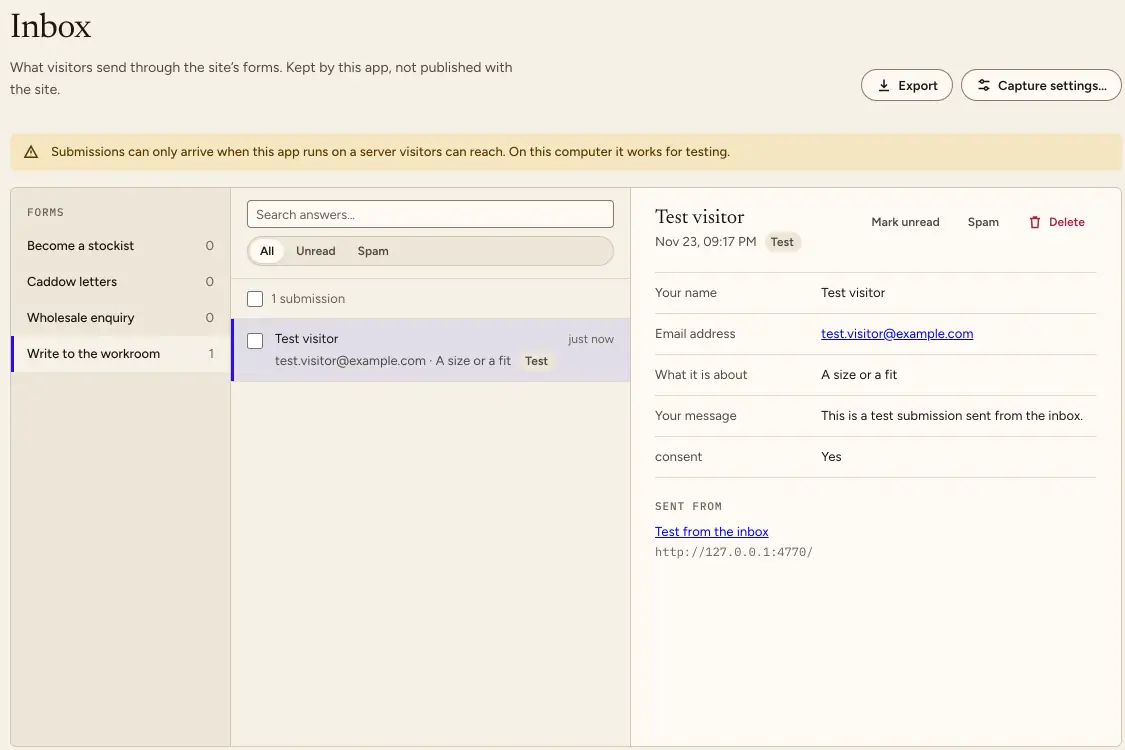 Inbox
What visitors send through the site's forms. Kept by this app, not published with
the site.
Export
Capture settings...
Submissions can only arrive when this app runs on a server visitors can reach. On this computer it works for testing.
FORMS
Become a stockist 0
Caddow letters 0
Wholesale enquiry 0
Write to the workroom 1
Search answers...
All Unread Spam
1 submission
Test visitor just now
test.visitor@example.com · A size or a fit Test
Test visitor
Nov 23, 09:17 PM Test
Mark unread Spam Delete
Your name Test visitor
Email address test.visitor@example.com
What it is about A size or a fit
Your message This is a test submission sent from the inbox.
consent Yes
SENT FROM
Test from the inbox
http://127.0.0.1:4770/